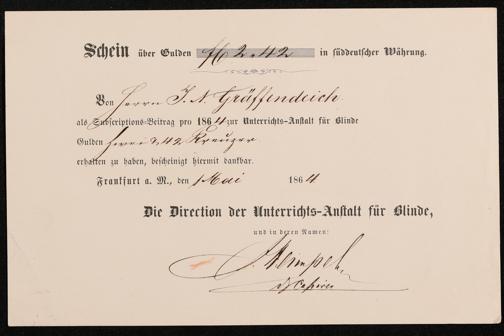 Schein über Gulden fl 2.42 in süddeutscher Währung.
Von Herrn J. N. Gräffendeich
als Subscriptions-Beitrag pro 1864 zur Unterrichts-Anstalt für Blinde
Gulden zwei & 42 Kreuzer
erhalten zu haben, bescheinigt hiermit dankbar.
Frankfurt a. M., den 1 Mai 1864
Die Direction der Unterrichts-Anstalt für Blinde,
und in deren Namen: